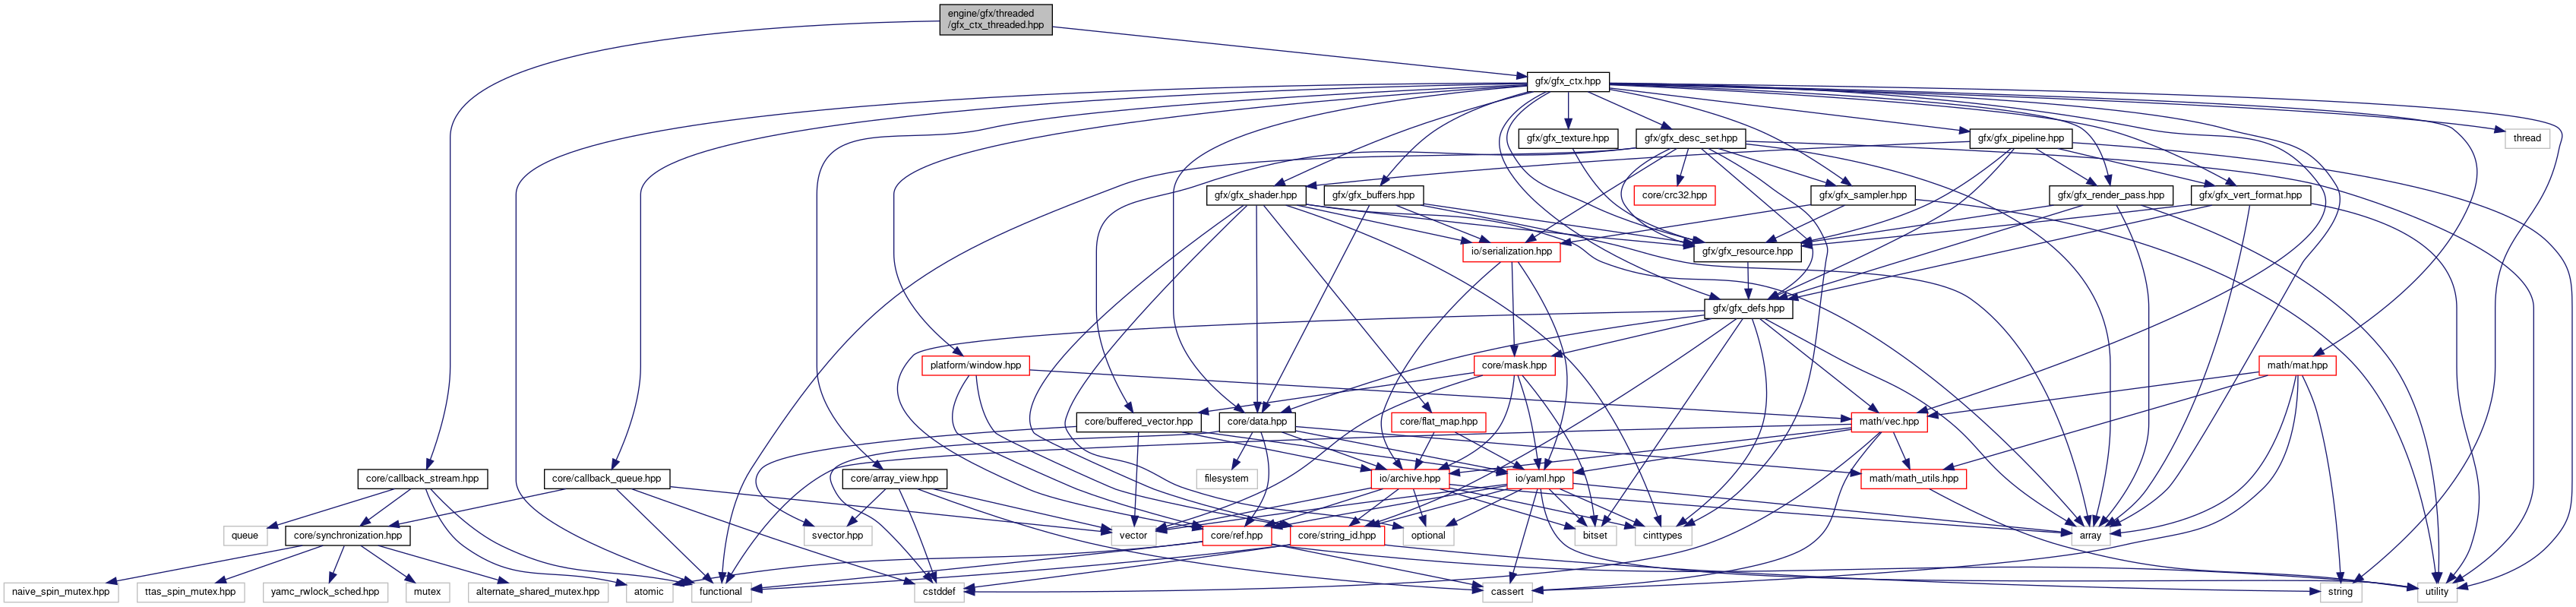 engine/gfx/threaded
/gfx_ctx_threaded.hpp
gfx/gfx_ctx.hpp
gfx/gfx_texture.hpp
gfx/gfx_desc_set.hpp
gfx/gfx_pipeline.hpp
thread
gfx/gfx_shader.hpp
gfx/gfx_buffers.hpp
core/crc32.hpp
gfx/gfx_sampler.hpp
gfx/gfx_render_pass.hpp
gfx/gfx_vert_format.hpp
io/serialization.hpp
gfx/gfx_resource.hpp
gfx/gfx_defs.hpp
platform/window.hpp
core/mask.hpp
math/mat.hpp
core/buffered_vector.hpp
core/data.hpp
core/flat_map.hpp
math/vec.hpp
core/callback_stream.hpp
core/callback_queue.hpp
core/array_view.hpp
filesystem
io/archive.hpp
io/yaml.hpp
math/math_utils.hpp
queue
core/synchronization.hpp
svector.hpp
vector
core/ref.hpp
core/string_id.hpp
optional
bitset
cinttypes
array
naive_spin_mutex.hpp
ttas_spin_mutex.hpp
yamc_rwlock_sched.hpp
mutex
alternate_shared_mutex.hpp
atomic
functional
cstddef
cassert
string
utility